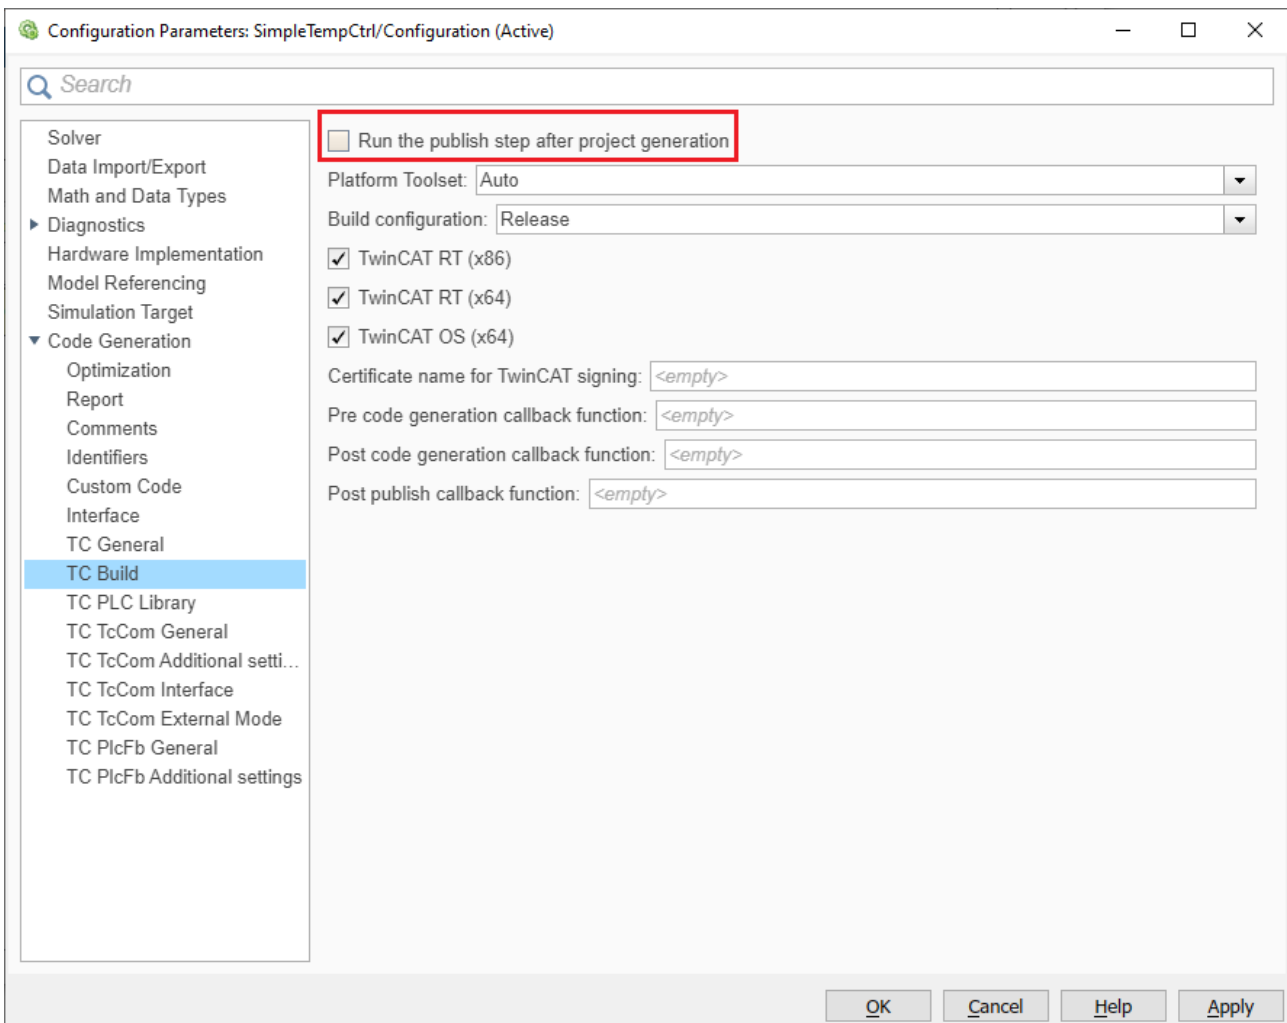 Configuration Parameters: SimpleTempCtrl/Configuration (Active)
Search
Solver
Data Import/Export
Math and Data Types
Diagnostics
Hardware Implementation
Model Referencing
Simulation Target
Code Generation
Optimization
Report
Comments
Identifiers
Custom Code
Interface
TC General
TC Build
TC PLC Library
TC TcCom General
TC TcCom Additional setti...
TC TcCom Interface
TC TcCom External Mode
TC PlcFb General
TC PlcFb Additional settings
Run the publish step after project generation
Platform Toolset: Auto
Build configuration: Release
TwinCAT RT (x86)
TwinCAT RT (x64)
TwinCAT OS (x64)
Certificate name for TwinCAT signing: <empty>
Pre code generation callback function: <empty>
Post code generation callback function: <empty>
Post publish callback function: <empty>
OK Cancel Help Apply